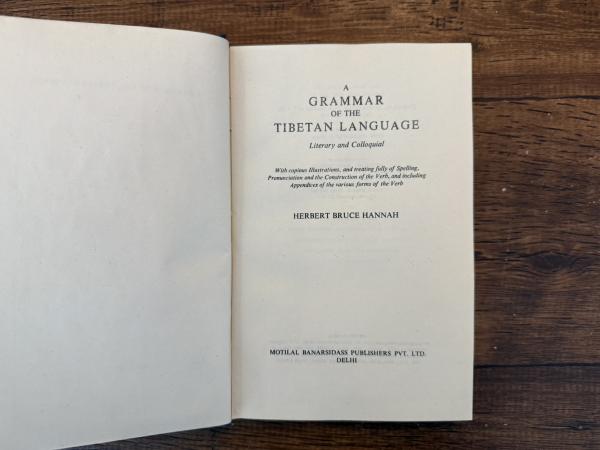 A
GRAMMAR
OF THE
TIBETAN LANGUAGE
Literary and Colloquial
With copious Illustrations, and treating fully of Spelling,
Pronunciation and the Construction of the Verb, and including
Appendices of the various forms of the Verb
HERBERT BRUCE HANNAH
MOTILAL BANARSIDASS PUBLISHERS PVT. LTD.
DELHI